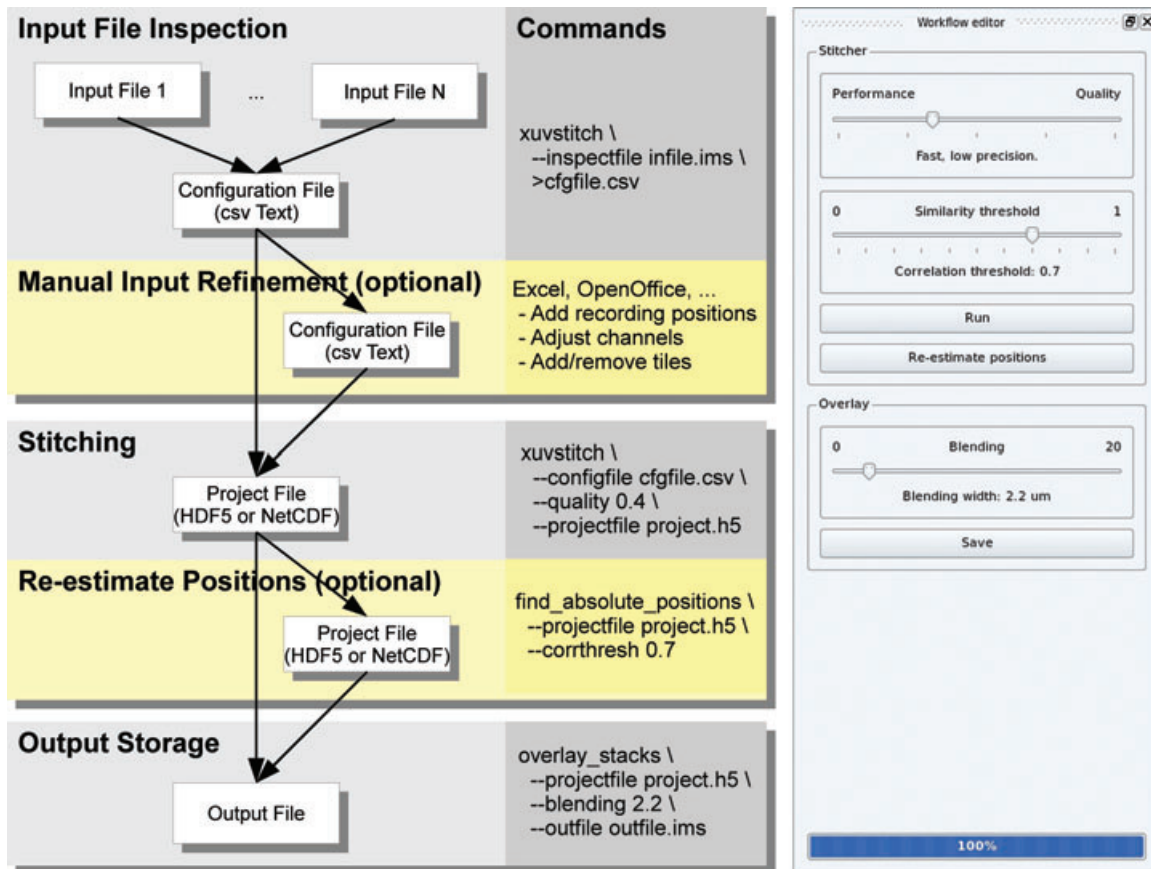 Input File Inspection
Commands
Input File 1
...
Input File N
xuvstitch \
--inspectfile infile.ims \
>cfgfile.csv
Configuration File
(csv Text)
Manual Input Refinement (optional)
Excel, OpenOffice, ...
- Add recording positions
- Adjust channels
- Add/remove tiles
Configuration File
(csv Text)
Stitching
xuvstitch \
--configfile cfgfile.csv \
--quality 0.4 \
--projectfile project.h5
Project File
(HDF5 or NetCDF)
Re-estimate Positions (optional)
find_absolute_positions \
--projectfile project.h5 \
--corrthresh 0.7
Project File
(HDF5 or NetCDF)
Output Storage
overlay_stacks \
--projectfile project.h5 \
--blending 2.2 \
--outfile outfile.ims
Output File
Workflow editor
Stitcher
Performance Quality
Fast, low precision.
0 Similarity threshold 1
Correlation threshold: 0.7
Run
Re-estimate positions
Overlay
0 Blending 20
Blending width: 2.2 um
Save
100%